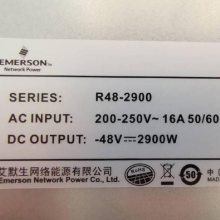 EMERSON
Network Power
SERIES: R48-2900
AC INPUT: 200-250V~ 16A 50/60
DC OUTPUT: -48V⎓2900W
艾默生网络能源有限公司
Emerson Network Power Co., Ltd.
50